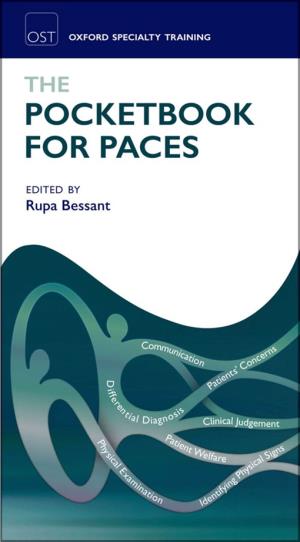 OST OXFORD SPECIALTY TRAINING
THE
POCKETBOOK
FOR PACES
EDITED BY
Rupa Bessant
Communication
Patients' Concerns
Differential Diagnosis
Clinical Judgement
Patient Welfare
Physical Examination
Identifying Physical Signs